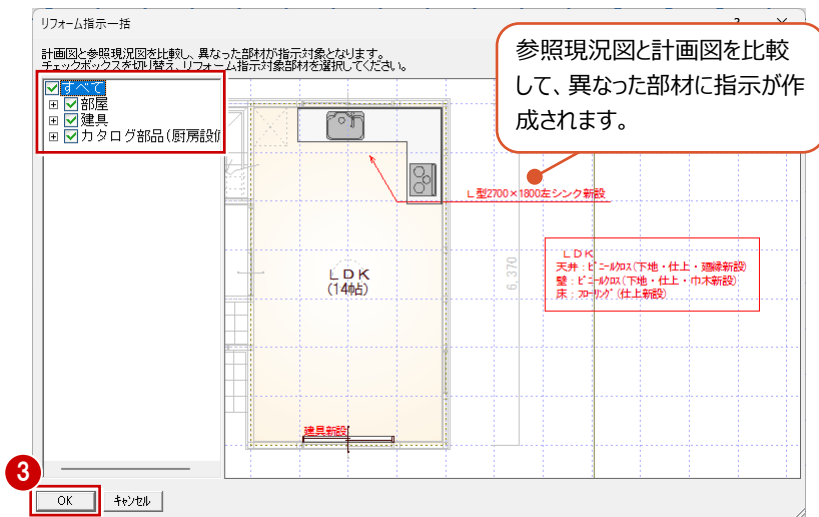 リフォーム指示一括
? ×
計画図と参照現況図を比較し、異なった部材が指示対象となります。
チェックボックスを切り替え、リフォーム指示対象部材を選択してください。
すべて
部屋
建具
カタログ部品(厨房設備
参照現況図と計画図を比較
して、異なった部材に指示が作
成されます。
L型2700×1800左シンク新設
LDK
(14帖)
6,370
LDK
天井:ビニールクロス(下地・仕上・廻縁新設)
壁:ビニールクロス(下地・仕上・巾木新設)
床:フローリング(仕上新設)
建具新設
3
OK キャンセル